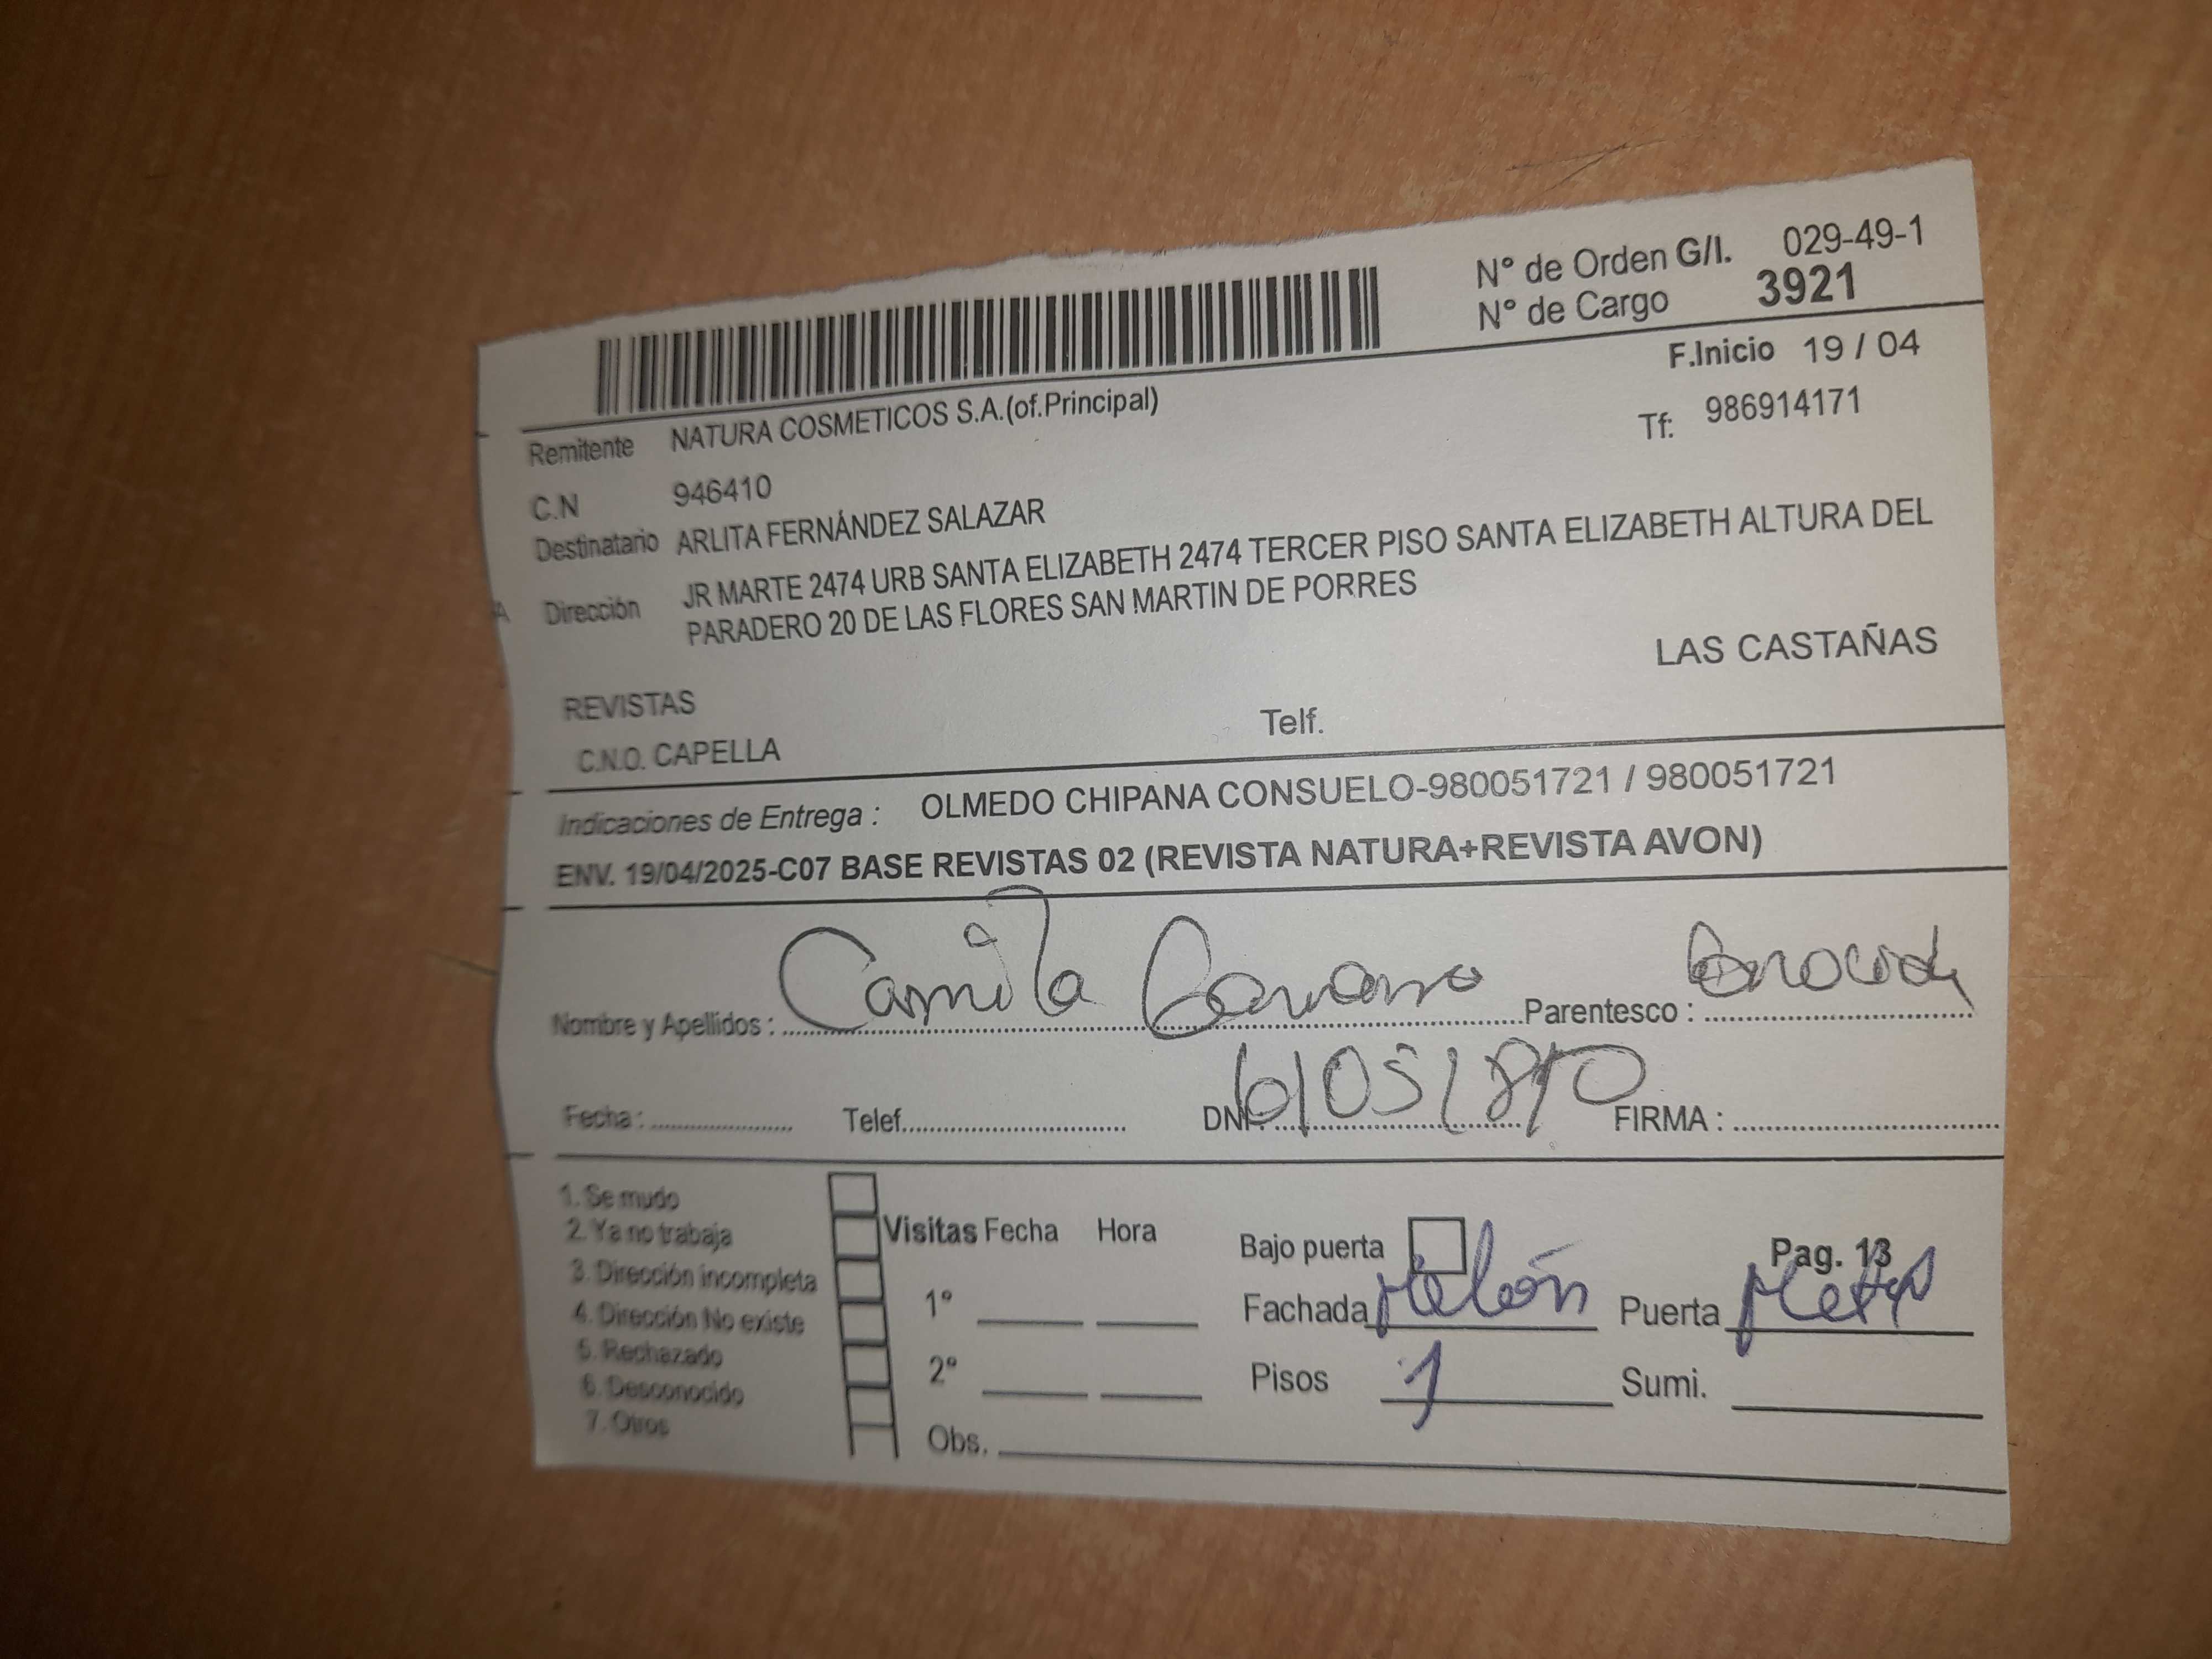 N° de Orden G/I. 029-49-1
N° de Cargo 3921
F.Inicio 19 / 04
Remitente NATURA COSMETICOS S.A.(of.Principal)
Tf: 986914171
C.N 946410
Destinatario ARLITA FERNÁNDEZ SALAZAR
Dirección JR MARTE 2474 URB SANTA ELIZABETH 2474 TERCER PISO SANTA ELIZABETH ALTURA DEL
PARADERO 20 DE LAS FLORES SAN MARTIN DE PORRES
LAS CASTAÑAS
REVISTAS
Telf.
C.N.O. CAPELLA
Indicaciones de Entrega : OLMEDO CHIPANA CONSUELO-980051721 / 980051721
ENV. 19/04/2025-C07 BASE REVISTAS 02 (REVISTA NATURA+REVISTA AVON)
Nombre y Apellidos : Camila Parentesco :
Fecha : Telef. DNI: FIRMA :
1. Se mudo
2. Ya no trabaja
3. Dirección incompleta
4. Dirección No existe
5. Rechazado
6. Desconocido
7. Otros
Visitas Fecha Hora
1º
2º
Obs.
Bajo puerta Pag. 13
Fachada Melón Puerta
Pisos 1 Sumi.